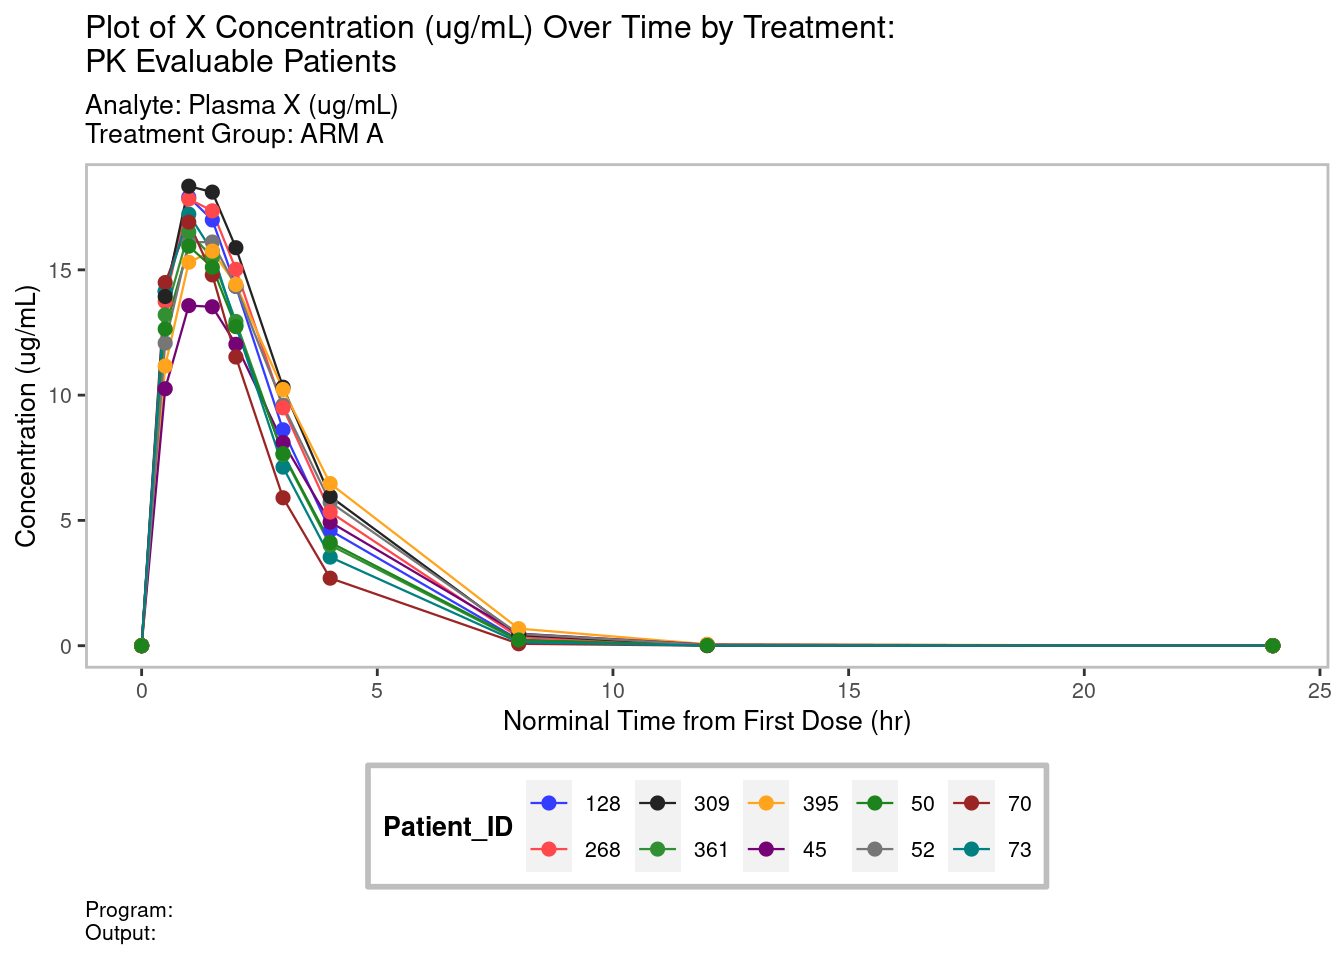 Plot of X Concentration (ug/mL) Over Time by Treatment:
PK Evaluable Patients
Analyte: Plasma X (ug/mL)
Treatment Group: ARM A
Concentration (ug/mL)
15
10
5
0
0 5 10 15 20 25
Norminal Time from First Dose (hr)
Patient_ID
128 309 395 50 70
268 361 45 52 73
Program:
Output: